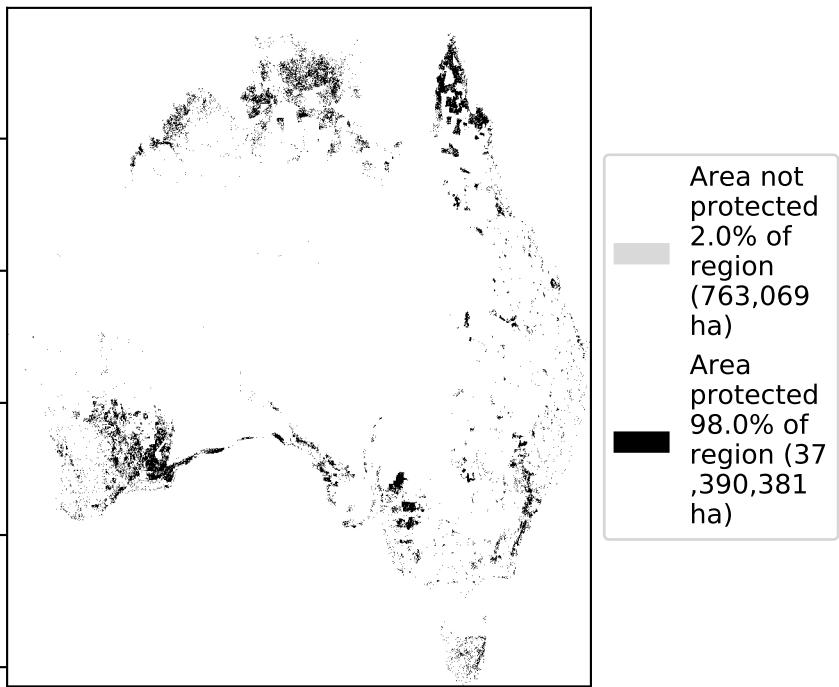 Area not
protected
2.0% of
region
(763,069
ha)
Area
protected
98.0% of
region (37
,390,381
ha)